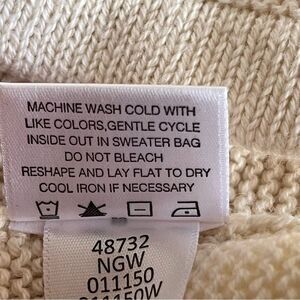 MACHINE WASH COLD WITH
LIKE COLORS,GENTLE CYCLE
INSIDE OUT IN SWEATER BAG
DO NOT BLEACH
RESHAPE AND LAY FLAT TO DRY
COOL IRON IF NECESSARY
48732
NGW
011150
011150W